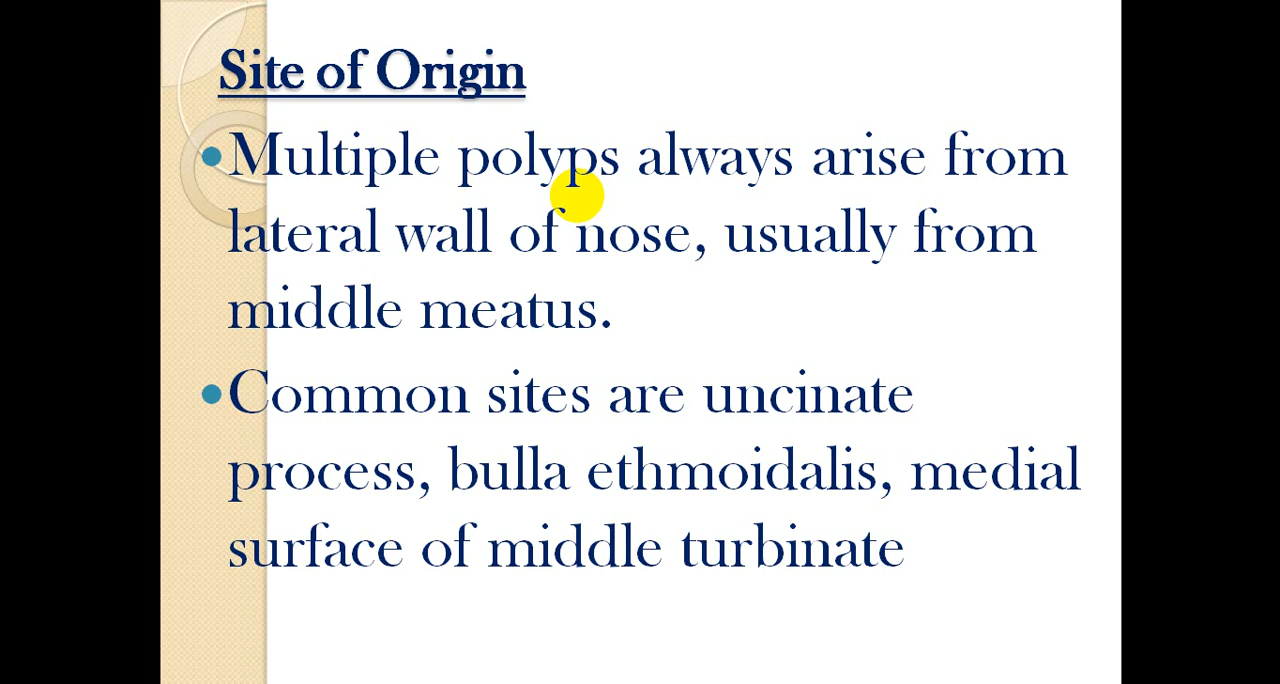 Site of Origin
•Multiple polyps always arise from
lateral wall of nose, usually from
middle meatus.
•Common sites are uncinate
process, bulla ethmoidalis, medial
surface of middle turbinate